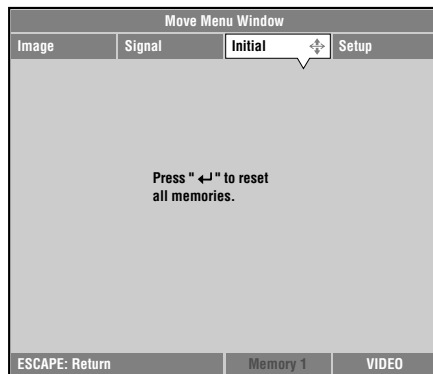 Move Menu Window
Image Signal Initial Setup
Press " ↵ " to reset
all memories.
ESCAPE: Return Memory 1 VIDEO